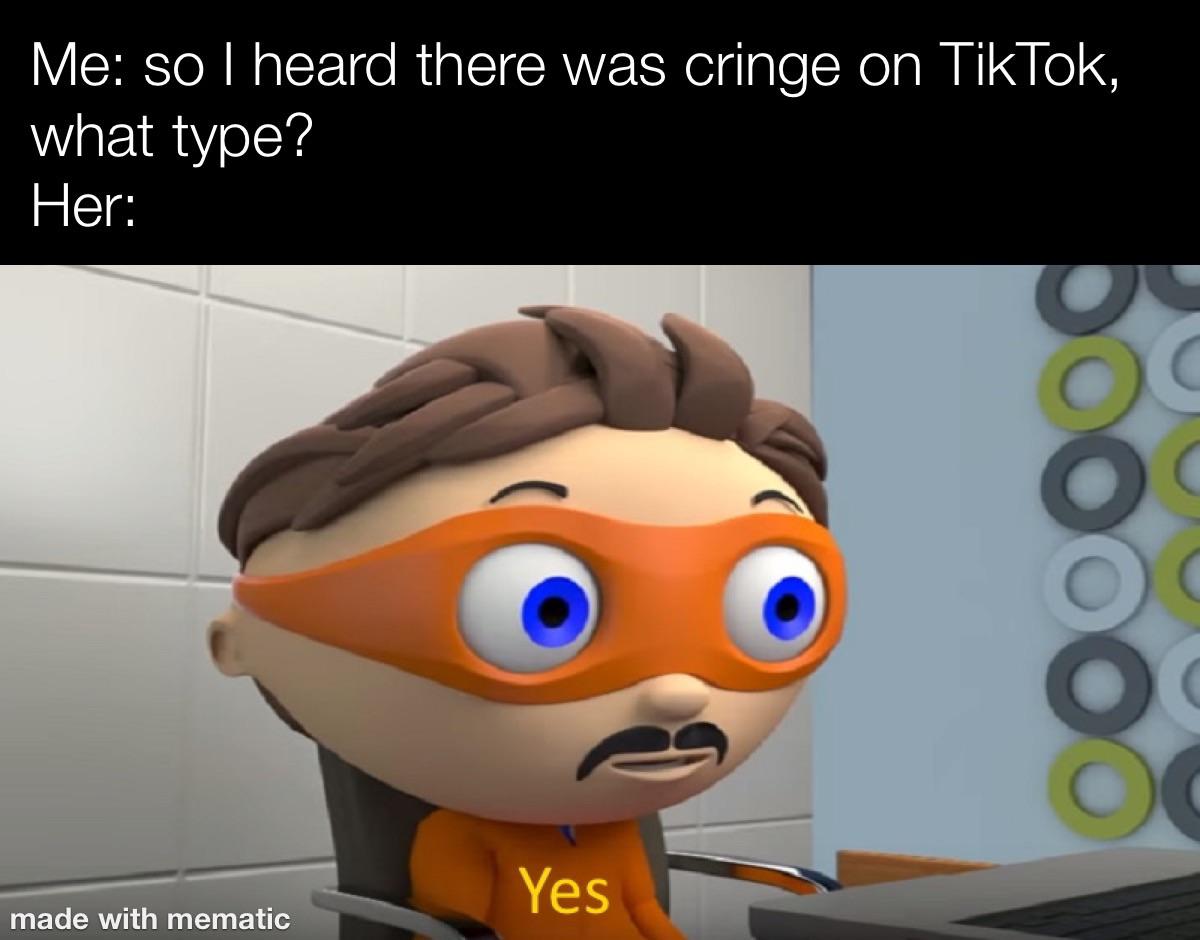 Me: so I heard there was cringe on TikTok,
what type?
Her:
Yes
made with mematic